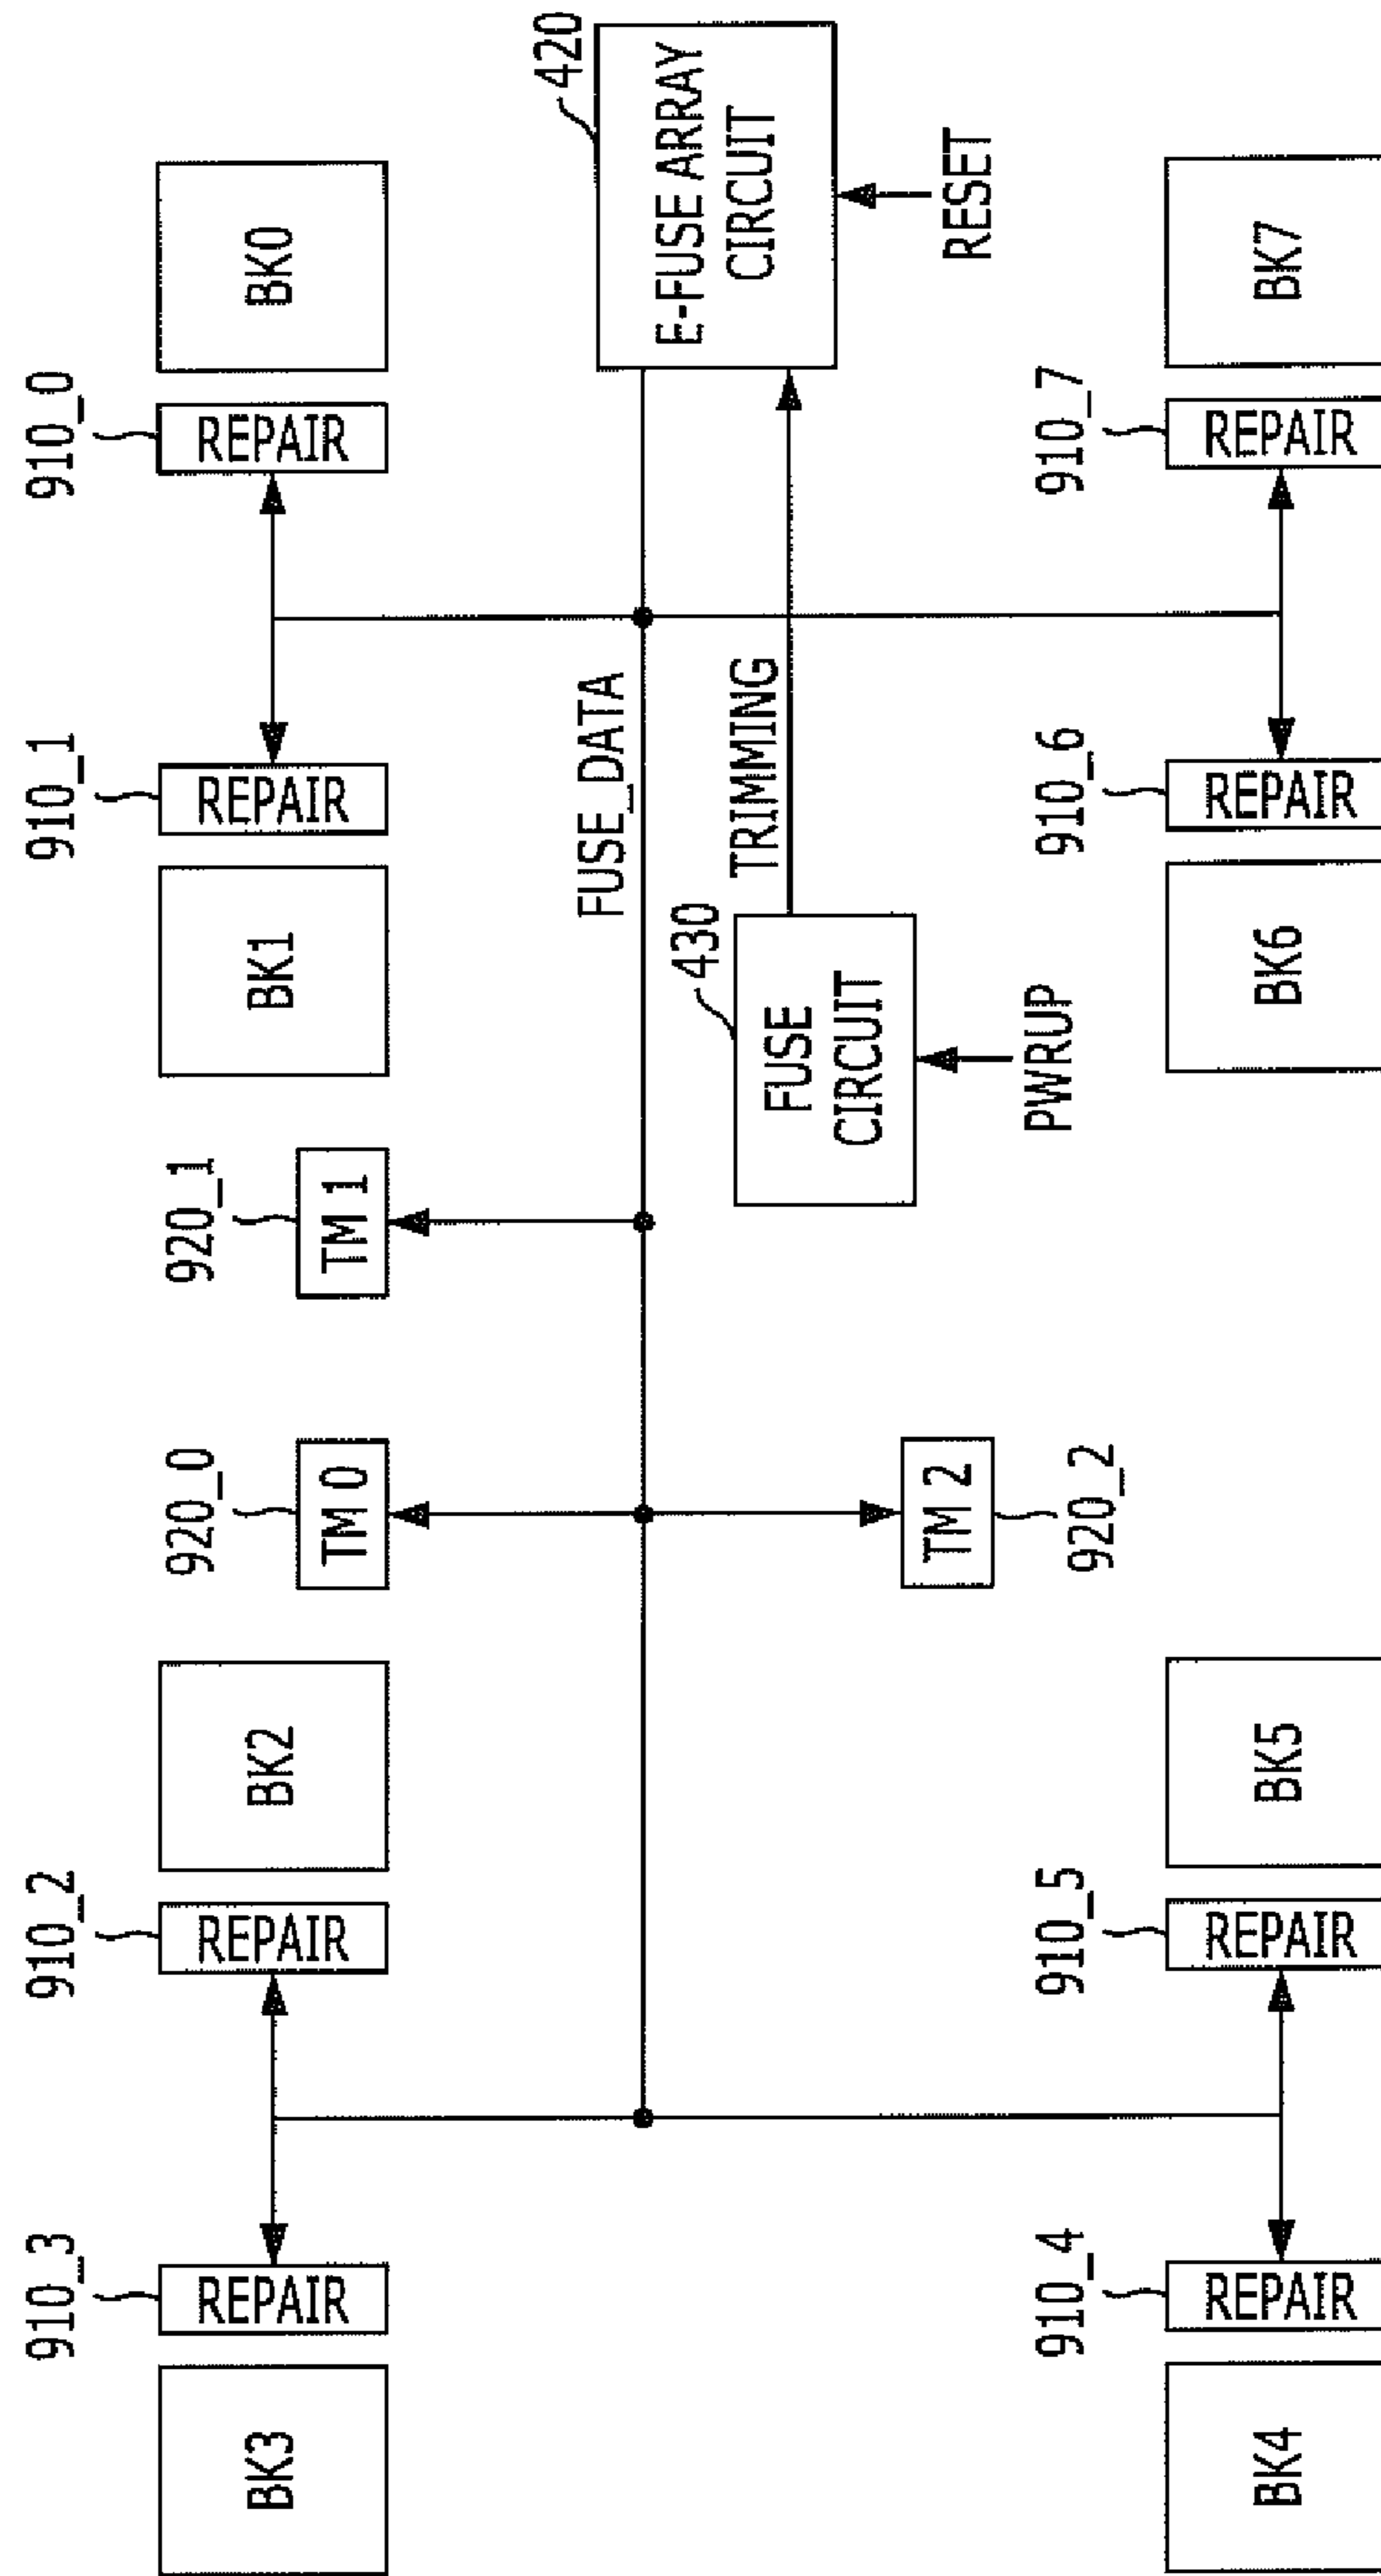 910_3
910_2
910_1
910_0
BK3
REPAIR
REPAIR
BK2
BK1
REPAIR
REPAIR
BK0
920_0
920_1
TM 0
TM 1
420
FUSE_DATA
E-FUSE ARRAY
CIRCUIT
430
TRIMMING
FUSE
CIRCUIT
RESET
PWRUP
TM 2
920_2
910_4
910_5
910_6
910_7
BK4
REPAIR
REPAIR
BK5
BK6
REPAIR
REPAIR
BK7